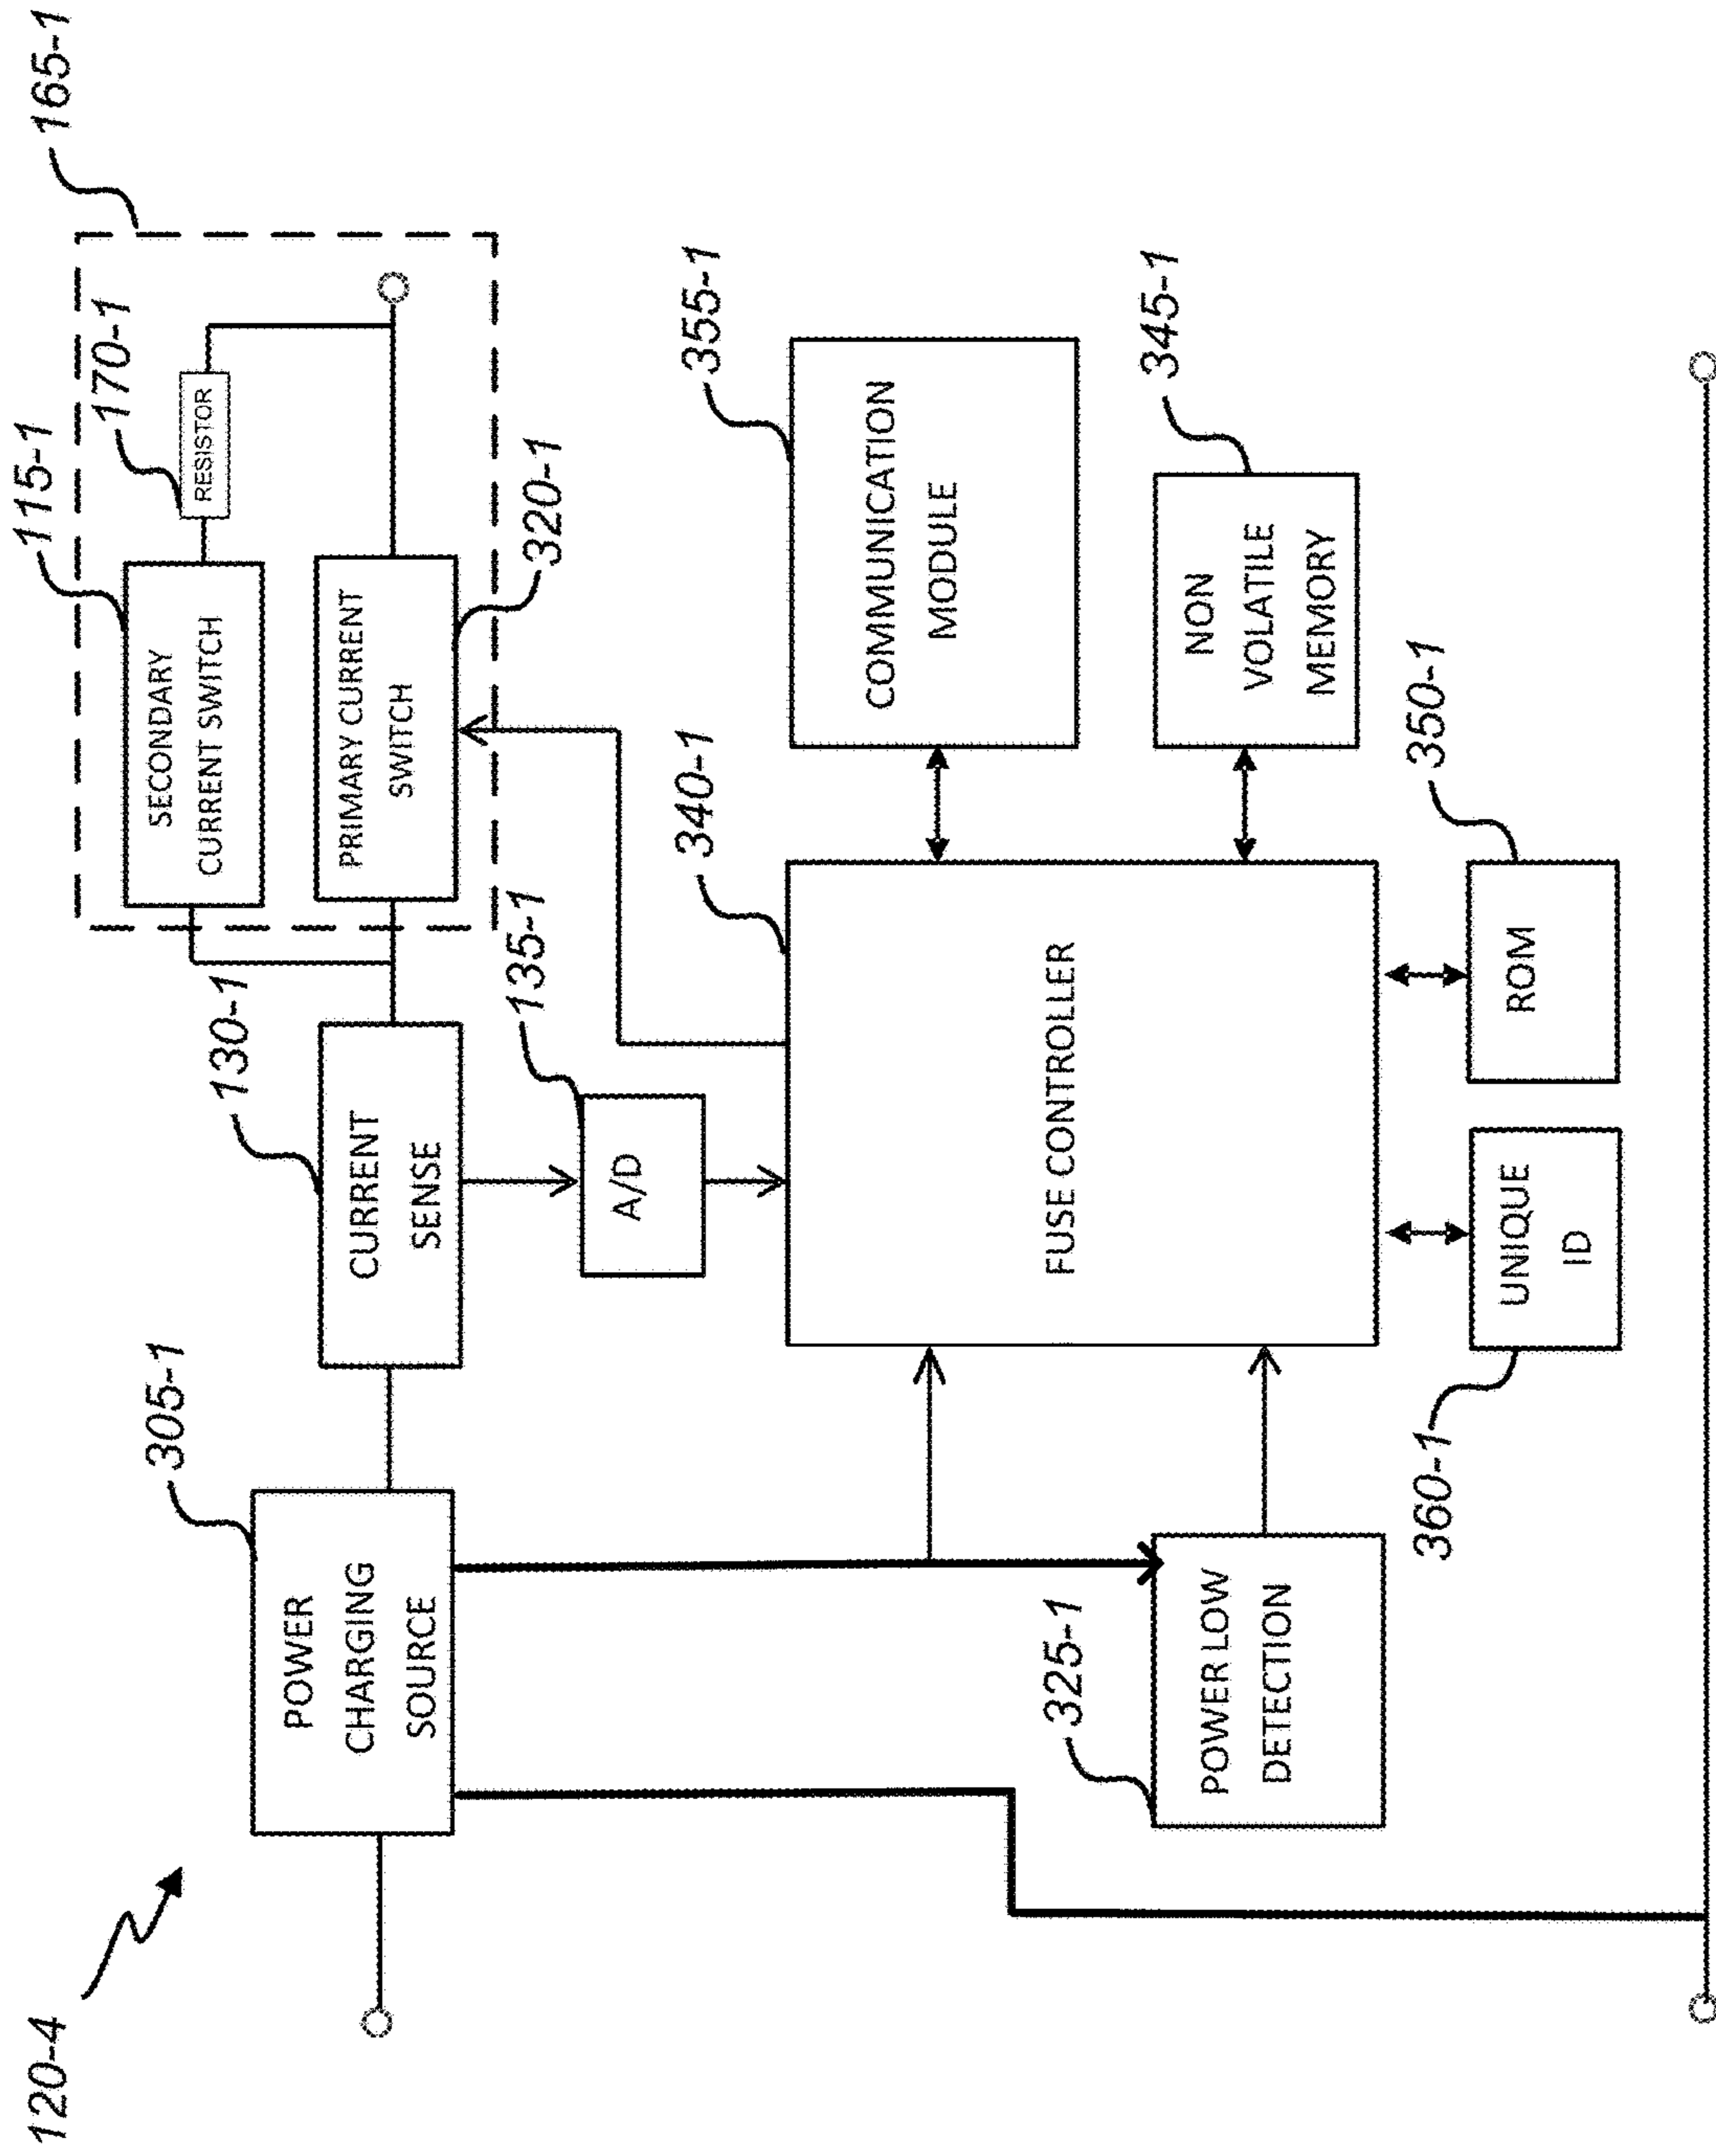 120-4
305-1
POWER
CHARGING
SOURCE
130-1
CURRENT
SENSE
165-1
115-1
SECONDARY
CURRENT SWITCH
170-1
RESISTOR
PRIMARY CURRENT
SWITCH
320-1
135-1
A/D
340-1
FUSE CONTROLLER
355-1
COMMUNICATION
MODULE
345-1
NON
VOLATILE
MEMORY
325-1
POWER LOW
DETECTION
360-1
UNIQUE
ID
350-1
ROM